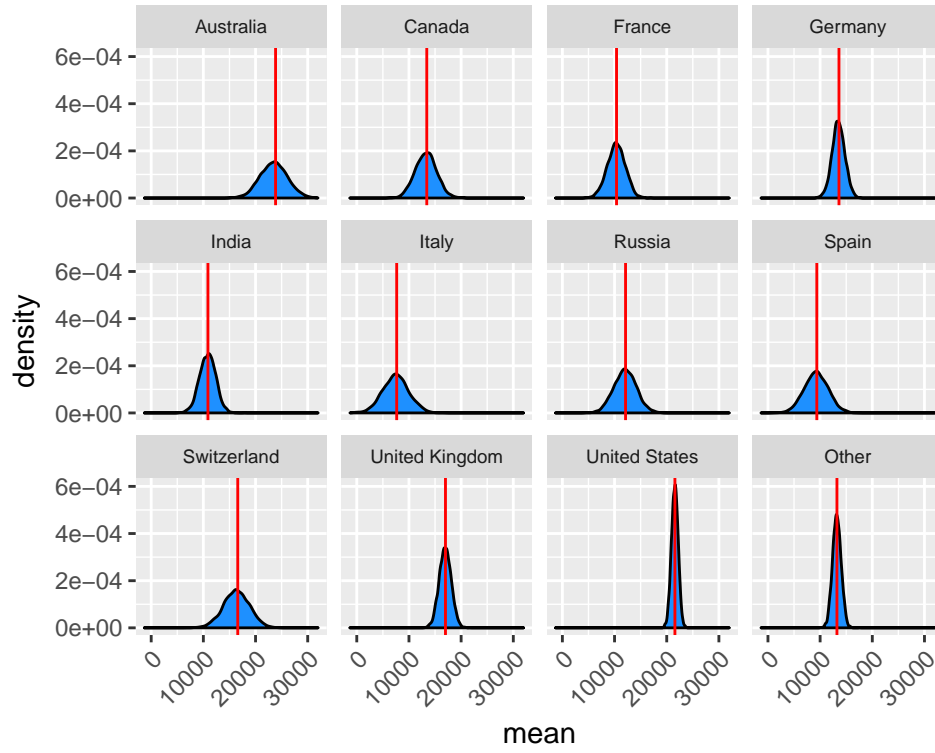 Australia Canada France Germany
6e−04
4e−04
2e−04
0e+00
India Italy Russia Spain
6e−04
4e−04
2e−04
0e+00
density
Switzerland United Kingdom United States Other
6e−04
4e−04
2e−04
0e+00
0 10000 20000 30000 0 10000 20000 30000 0 10000 20000 30000 0 10000 20000 30000
mean